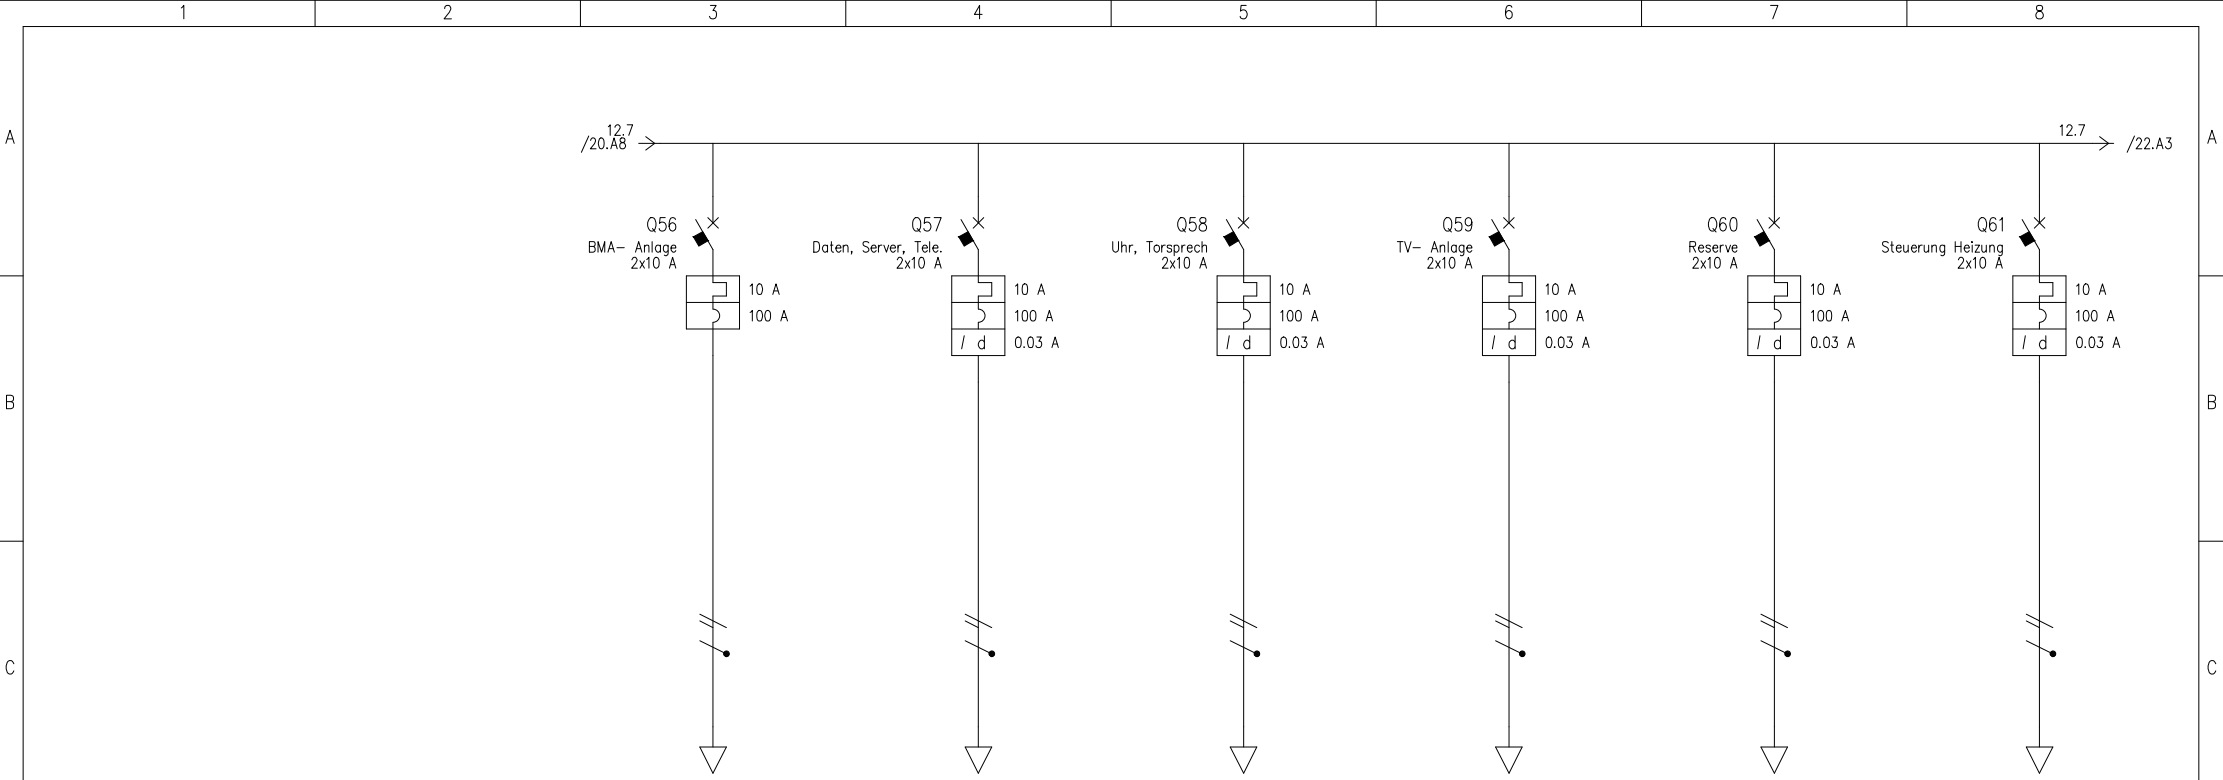 1 2 3 4 5 6 7 8
A A
12.7 12.7
/20.A8 /22.A3
Q56 Q57 Q58 Q59 Q60 Q61
BMA- Anlage Daten, Server, Tele. Uhr, Torsprech TV- Anlage Reserve Steuerung Heizung
2x10 A 2x10 A 2x10 A 2x10 A 2x10 A 2x10 A
10 A 10 A 10 A 10 A 10 A 10 A
100 A 100 A 100 A 100 A 100 A 100 A
I d 0.03 A I d 0.03 A I d 0.03 A I d 0.03 A I d 0.03 A
B B
C C